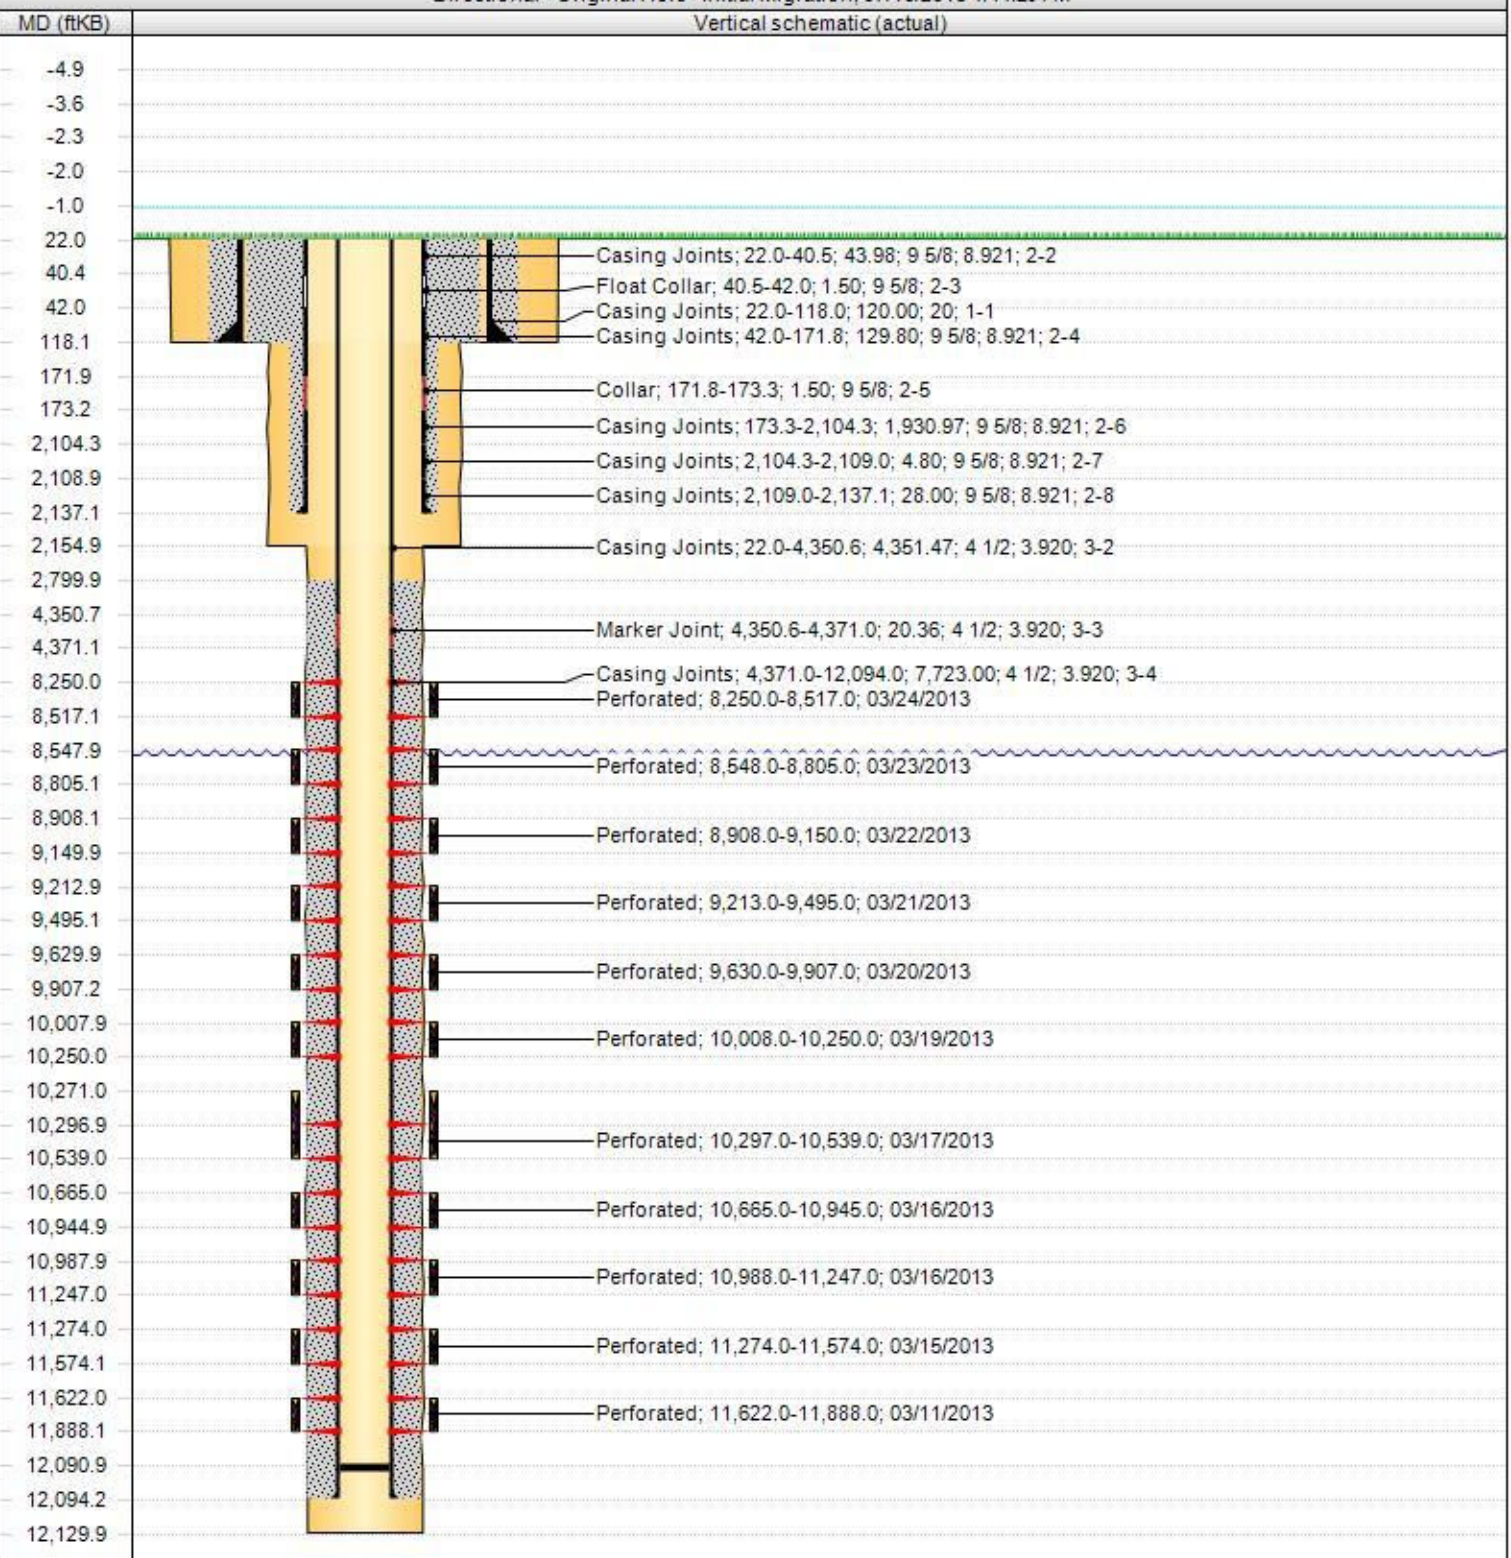 MD (ftKB) Vertical schematic (actual)
-4.9
-3.6
-2.3
-2.0
-1.0
22.0
Casing Joints; 22.0-40.5; 43.98; 9 5/8; 8.921; 2-2
40.4
Float Collar; 40.5-42.0; 1.50; 9 5/8; 2-3
42.0
Casing Joints; 22.0-118.0; 120.00; 20; 1-1
Casing Joints; 42.0-171.8; 129.80; 9 5/8; 8.921; 2-4
118.1
171.9
Collar; 171.8-173.3; 1.50; 9 5/8; 2-5
173.2
Casing Joints; 173.3-2,104.3; 1,930.97; 9 5/8; 8.921; 2-6
2,104.3
Casing Joints; 2,104.3-2,109.0; 4.80; 9 5/8; 8.921; 2-7
2,108.9
Casing Joints; 2,109.0-2,137.1; 28.00; 9 5/8; 8.921; 2-8
2,137.1
2,154.9
Casing Joints; 22.0-4,350.6; 4,351.47; 4 1/2; 3.920; 3-2
2,799.9
4,350.7
Marker Joint; 4,350.6-4,371.0; 20.36; 4 1/2; 3.920; 3-3
4,371.1
Casing Joints; 4,371.0-12,094.0; 7,723.00; 4 1/2; 3.920; 3-4
8,250.0
Perforated; 8,250.0-8,517.0; 03/24/2013
8,517.1
8,547.9
Perforated; 8,548.0-8,805.0; 03/23/2013
8,805.1
8,908.1
Perforated; 8,908.0-9,150.0; 03/22/2013
9,149.9
9,212.9
Perforated; 9,213.0-9,495.0; 03/21/2013
9,495.1
9,629.9
Perforated; 9,630.0-9,907.0; 03/20/2013
9,907.2
10,007.9
Perforated; 10,008.0-10,250.0; 03/19/2013
10,250.0
10,271.0
10,296.9
Perforated; 10,297.0-10,539.0; 03/17/2013
10,539.0
10,665.0
Perforated; 10,665.0-10,945.0; 03/16/2013
10,944.9
10,987.9
Perforated; 10,988.0-11,247.0; 03/16/2013
11,247.0
11,274.0
Perforated; 11,274.0-11,574.0; 03/15/2013
11,574.1
11,622.0
Perforated; 11,622.0-11,888.0; 03/11/2013
11,888.1
12,090.9
12,094.2
12,129.9